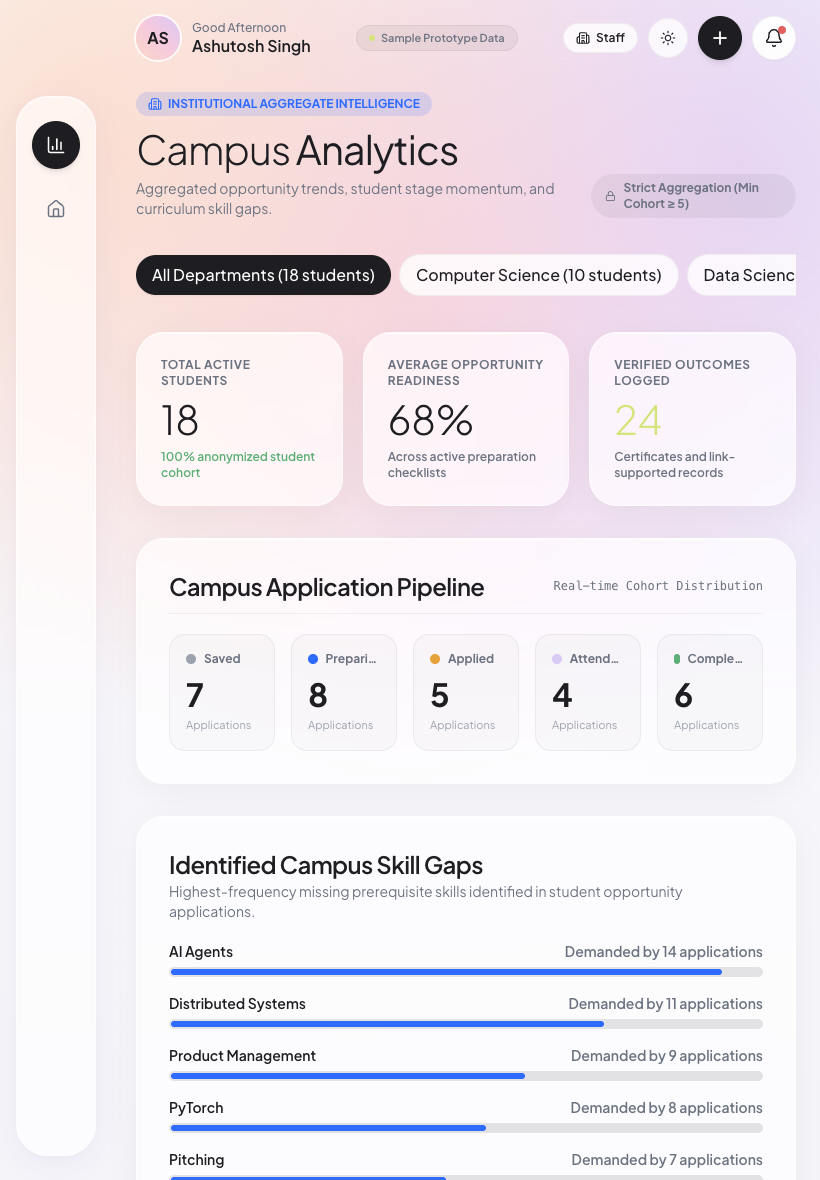 AS
Good Afternoon
Ashutosh Singh
Sample Prototype Data
Staff
INSTITUTIONAL AGGREGATE INTELLIGENCE
Campus Analytics
Aggregated opportunity trends, student stage momentum, and
curriculum skill gaps.
Strict Aggregation (Min
Cohort ≥ 5)
All Departments (18 students)
Computer Science (10 students)
Data Scienc
TOTAL ACTIVE
STUDENTS
18
100% anonymized student
cohort
AVERAGE OPPORTUNITY
READINESS
68%
Across active preparation
checklists
VERIFIED OUTCOMES
LOGGED
24
Certificates and link-
supported records
Campus Application Pipeline
Real-time Cohort Distribution
Saved
7
Applications
Prepari...
8
Applications
Applied
5
Applications
Attend...
4
Applications
Comple...
6
Applications
Identified Campus Skill Gaps
Highest-frequency missing prerequisite skills identified in student opportunity
applications.
AI Agents
Demanded by 14 applications
Distributed Systems
Demanded by 11 applications
Product Management
Demanded by 9 applications
PyTorch
Demanded by 8 applications
Pitching
Demanded by 7 applications